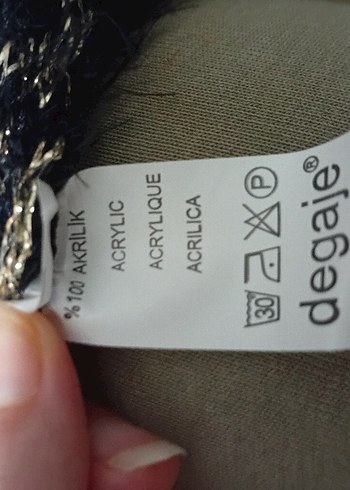 %100 AKRİLİK
ACRYLIC
ACRYLIQUE
ACRILICA
30 P
degaje®